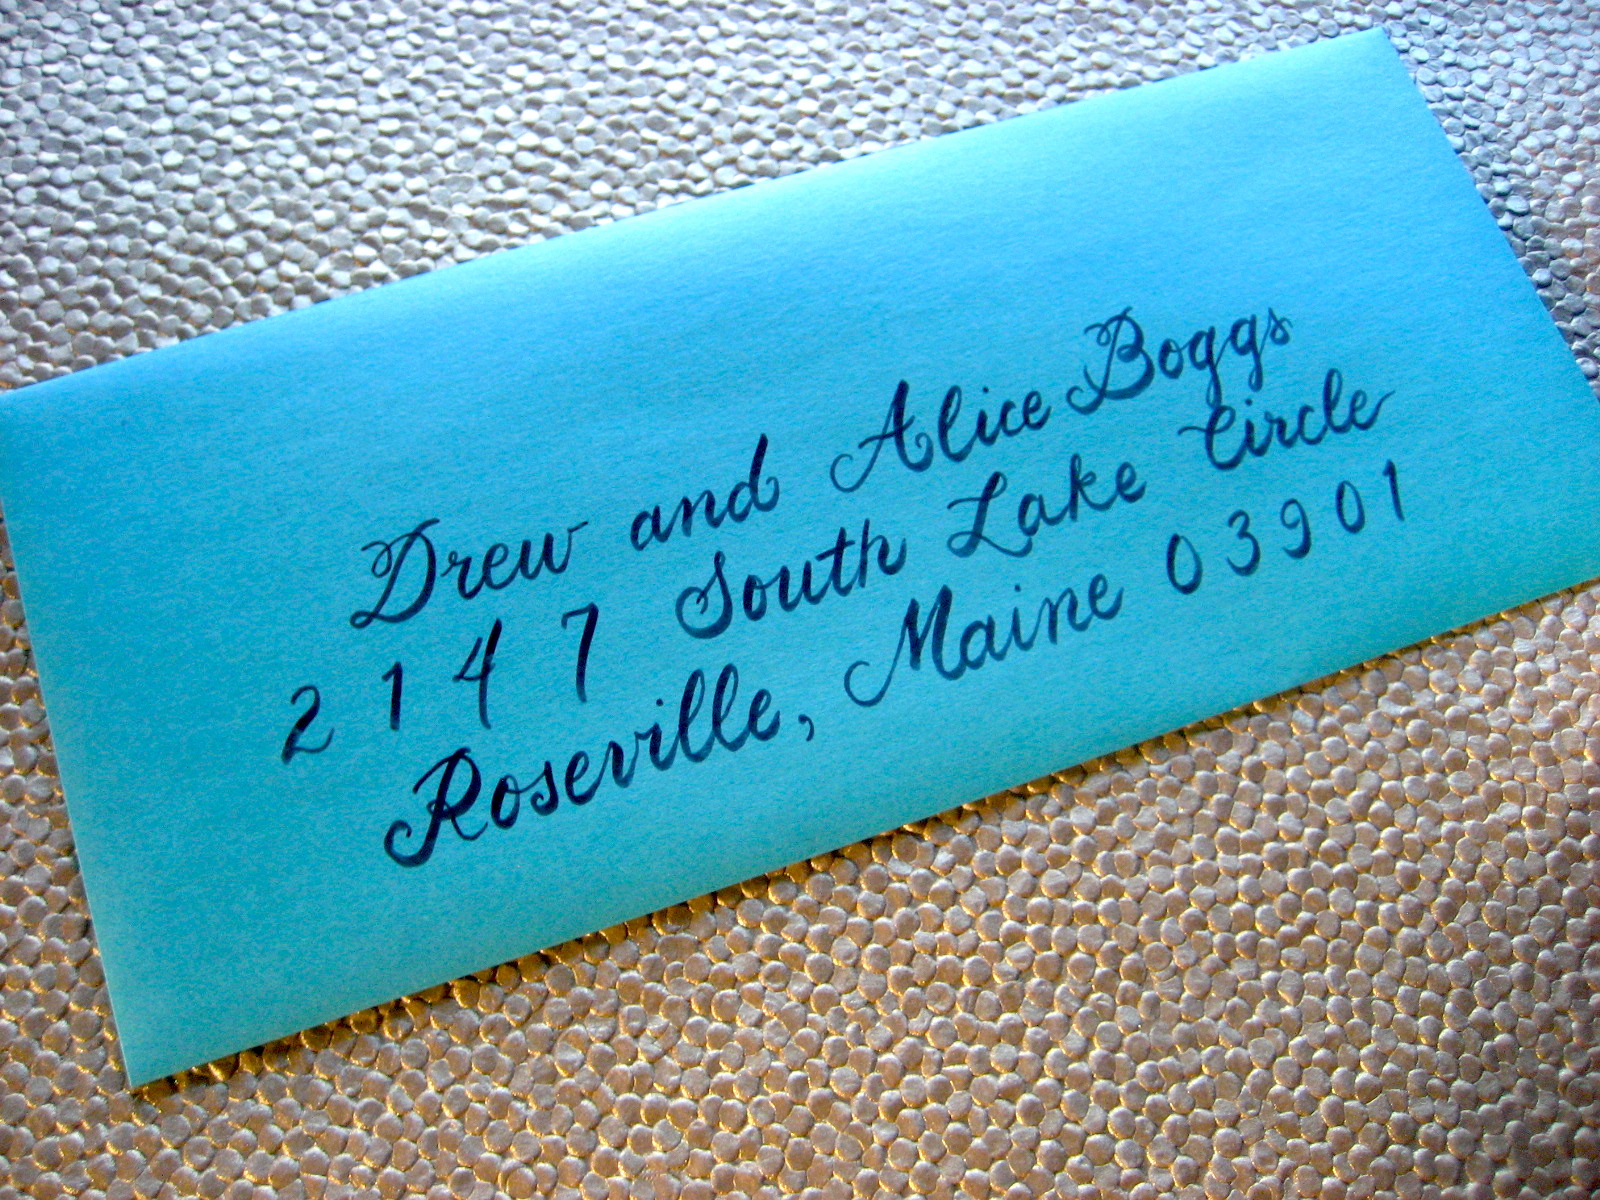 Drew and Alice Boggs
2147 South Lake Circle
Roseville, Maine 03901